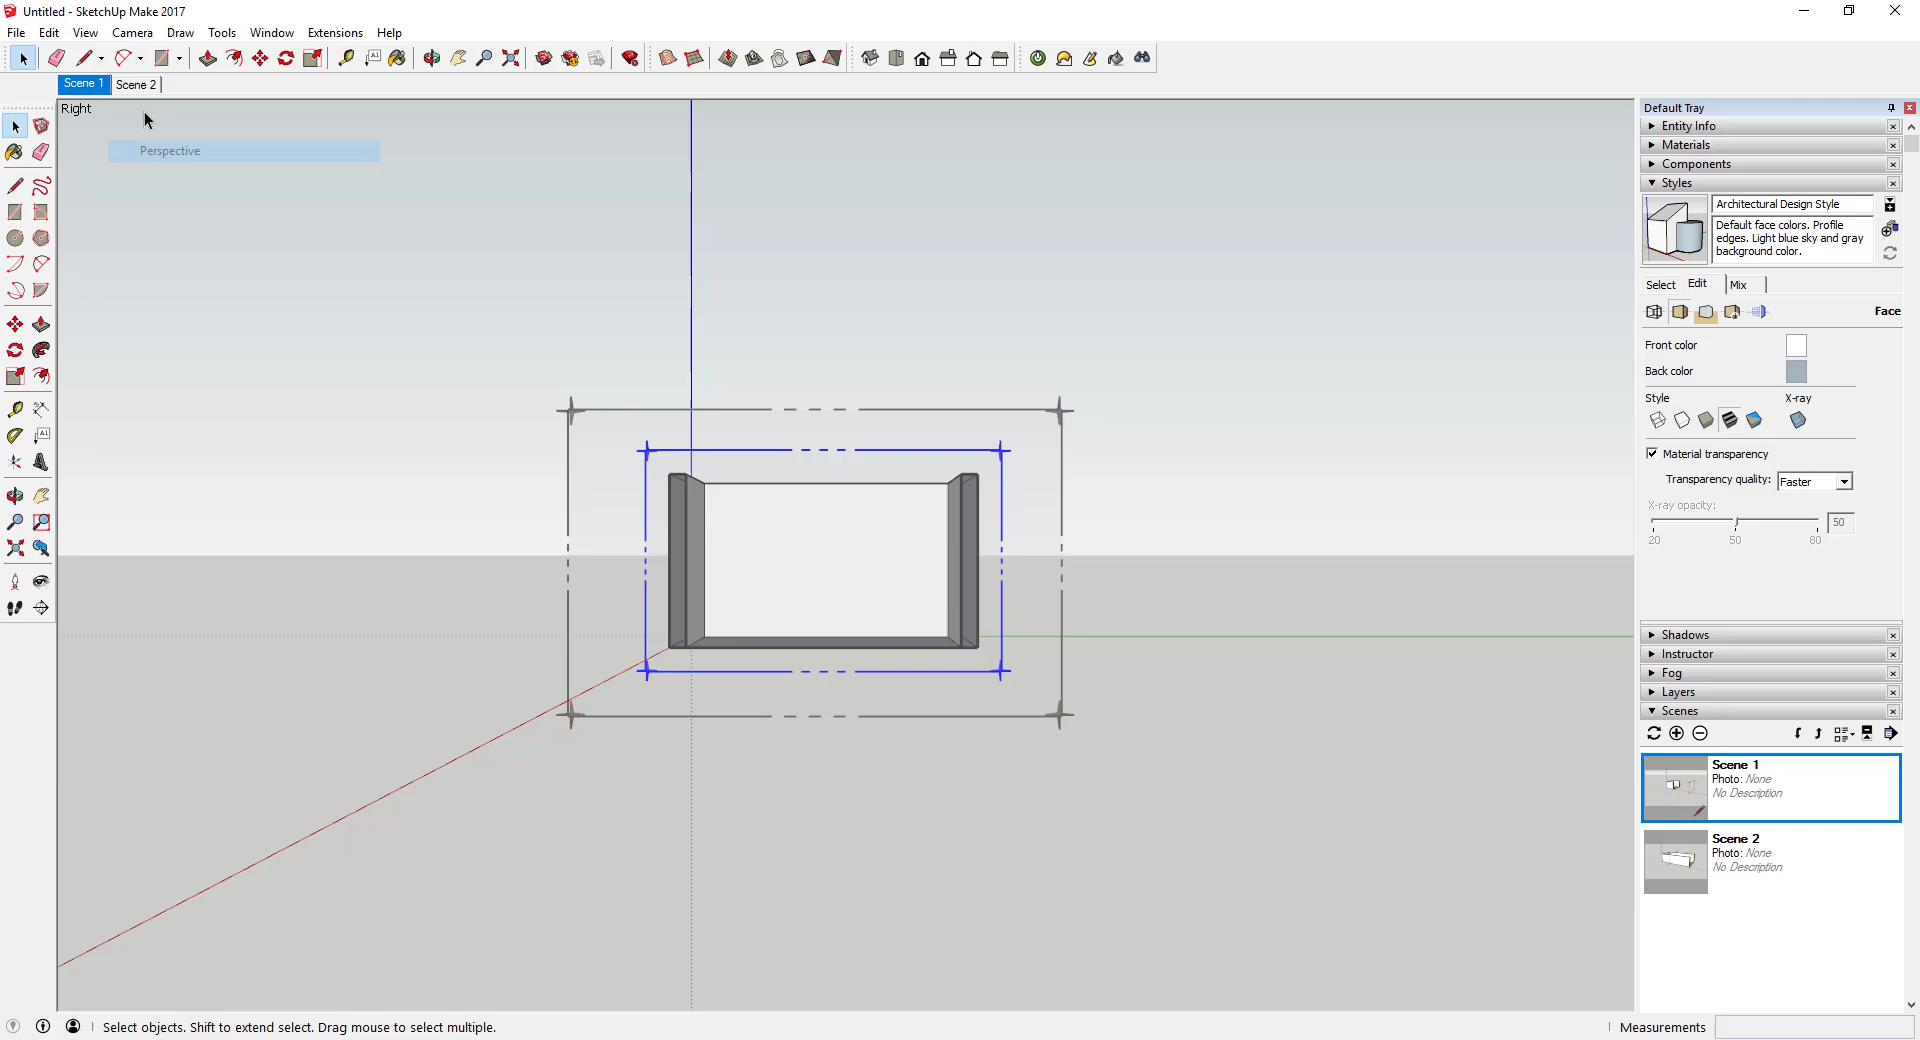 Untitled - SketchUp Make 2017
File Edit View Camera Draw Tools Window Extensions Help
Scene 1 Scene 2
Right
Perspective
Default Tray
Entity Info
Materials
Components
Styles
Architectural Design Style
Default face colors. Profile
edges. Light blue sky and gray
background color.
Select Edit Mix
Face
Front color
Back color
Style X-ray
Material transparency
Transparency quality: Faster
X-ray opacity:
50
20 50 80
Shadows
Instructor
Fog
Layers
Scenes
Scene 1
Photo: None
No Description
Scene 2
Photo: None
No Description
Select objects. Shift to extend select. Drag mouse to select multiple.
Measurements